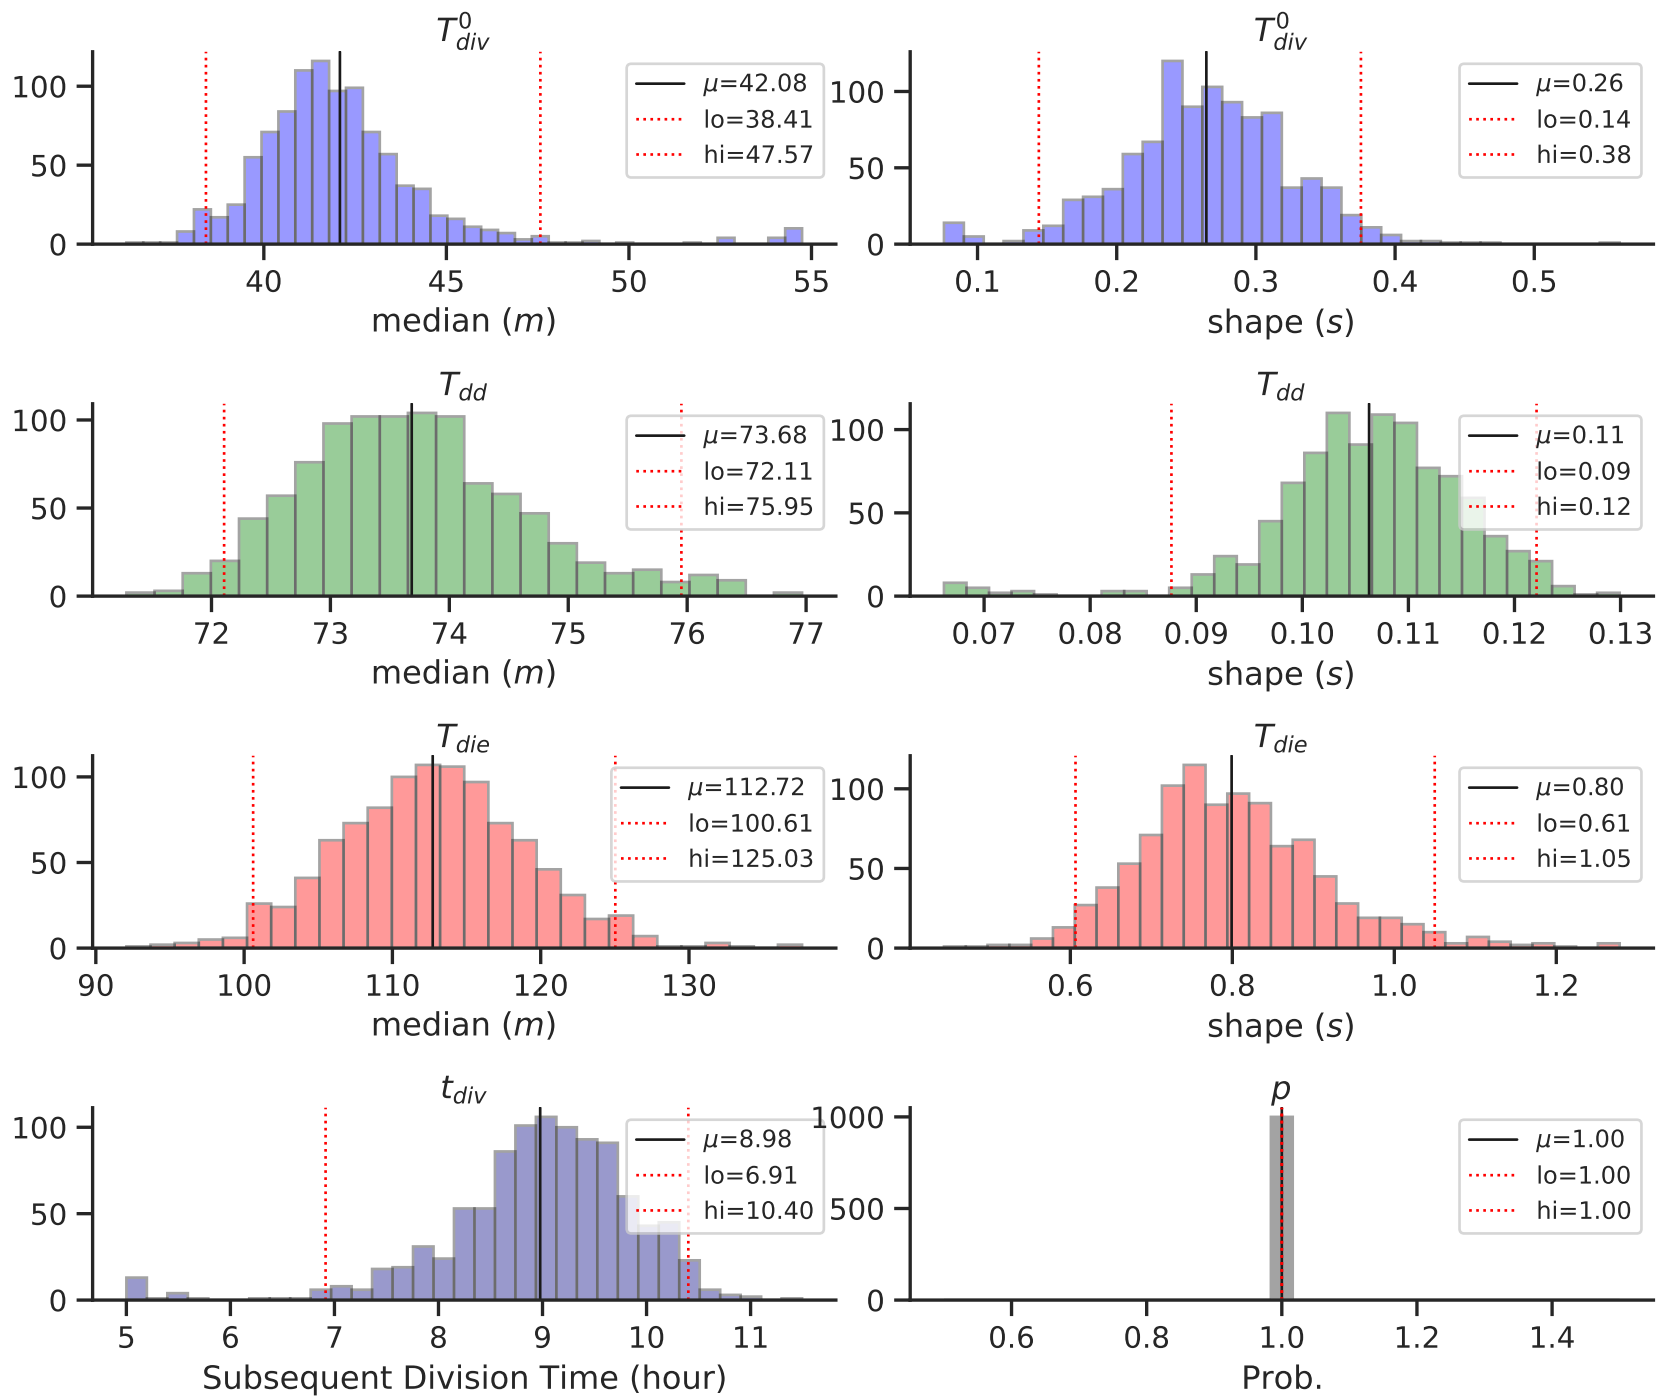 T⁰div
100
50
0
μ=42.08
lo=38.41
hi=47.57
40 45 50 55
median (m)
T⁰div
100
50
0
μ=0.26
lo=0.14
hi=0.38
0.1 0.2 0.3 0.4 0.5
shape (s)
Tdd
100
50
0
μ=73.68
lo=72.11
hi=75.95
72 73 74 75 76 77
median (m)
Tdd
100
50
0
μ=0.11
lo=0.09
hi=0.12
0.07 0.08 0.09 0.10 0.11 0.12 0.13
shape (s)
Tdie
100
50
0
μ=112.72
lo=100.61
hi=125.03
90 100 110 120 130
median (m)
Tdie
100
50
0
μ=0.80
lo=0.61
hi=1.05
0.6 0.8 1.0 1.2
shape (s)
tdiv
100
50
0
μ=8.98
lo=6.91
hi=10.40
5 6 7 8 9 10 11
Subsequent Division Time (hour)
p
1000
500
0
μ=1.00
lo=1.00
hi=1.00
0.6 0.8 1.0 1.2 1.4
Prob.